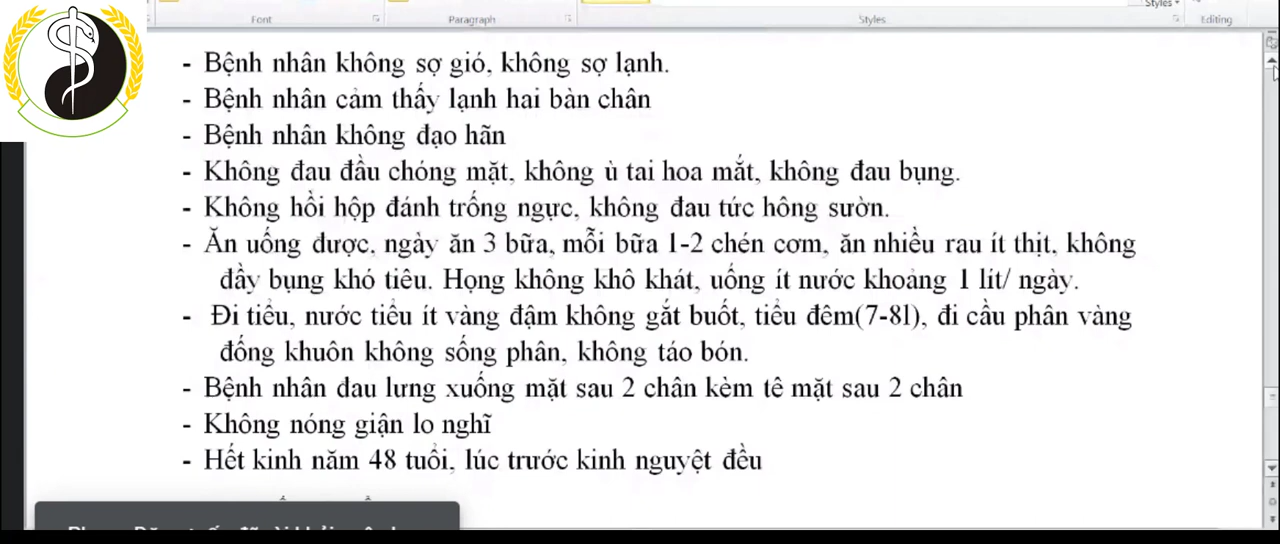 Font
Paragraph
Styles
Styles
Editing
- Bệnh nhân không sợ gió, không sợ lạnh.
- Bệnh nhân cảm thấy lạnh hai bàn chân
- Bệnh nhân không đạo hãn
- Không đau đầu chóng mặt, không ù tai hoa mắt, không đau bụng.
- Không hồi hộp đánh trống ngực, không đau tức hông sườn.
- Ăn uống được, ngày ăn 3 bữa, mỗi bữa 1-2 chén cơm, ăn nhiều rau ít thịt, không
đầy bụng khó tiêu. Họng không khô khát, uống ít nước khoảng 1 lít/ ngày.
- Đi tiểu, nước tiểu ít vàng đậm không gắt buốt, tiểu đêm(7-8l), đi cầu phân vàng
đống khuôn không sống phân, không táo bón.
- Bệnh nhân đau lưng xuống mặt sau 2 chân kèm tê mặt sau 2 chân
- Không nóng giận lo nghĩ
- Hết kinh năm 48 tuổi, lúc trước kinh nguyệt đều